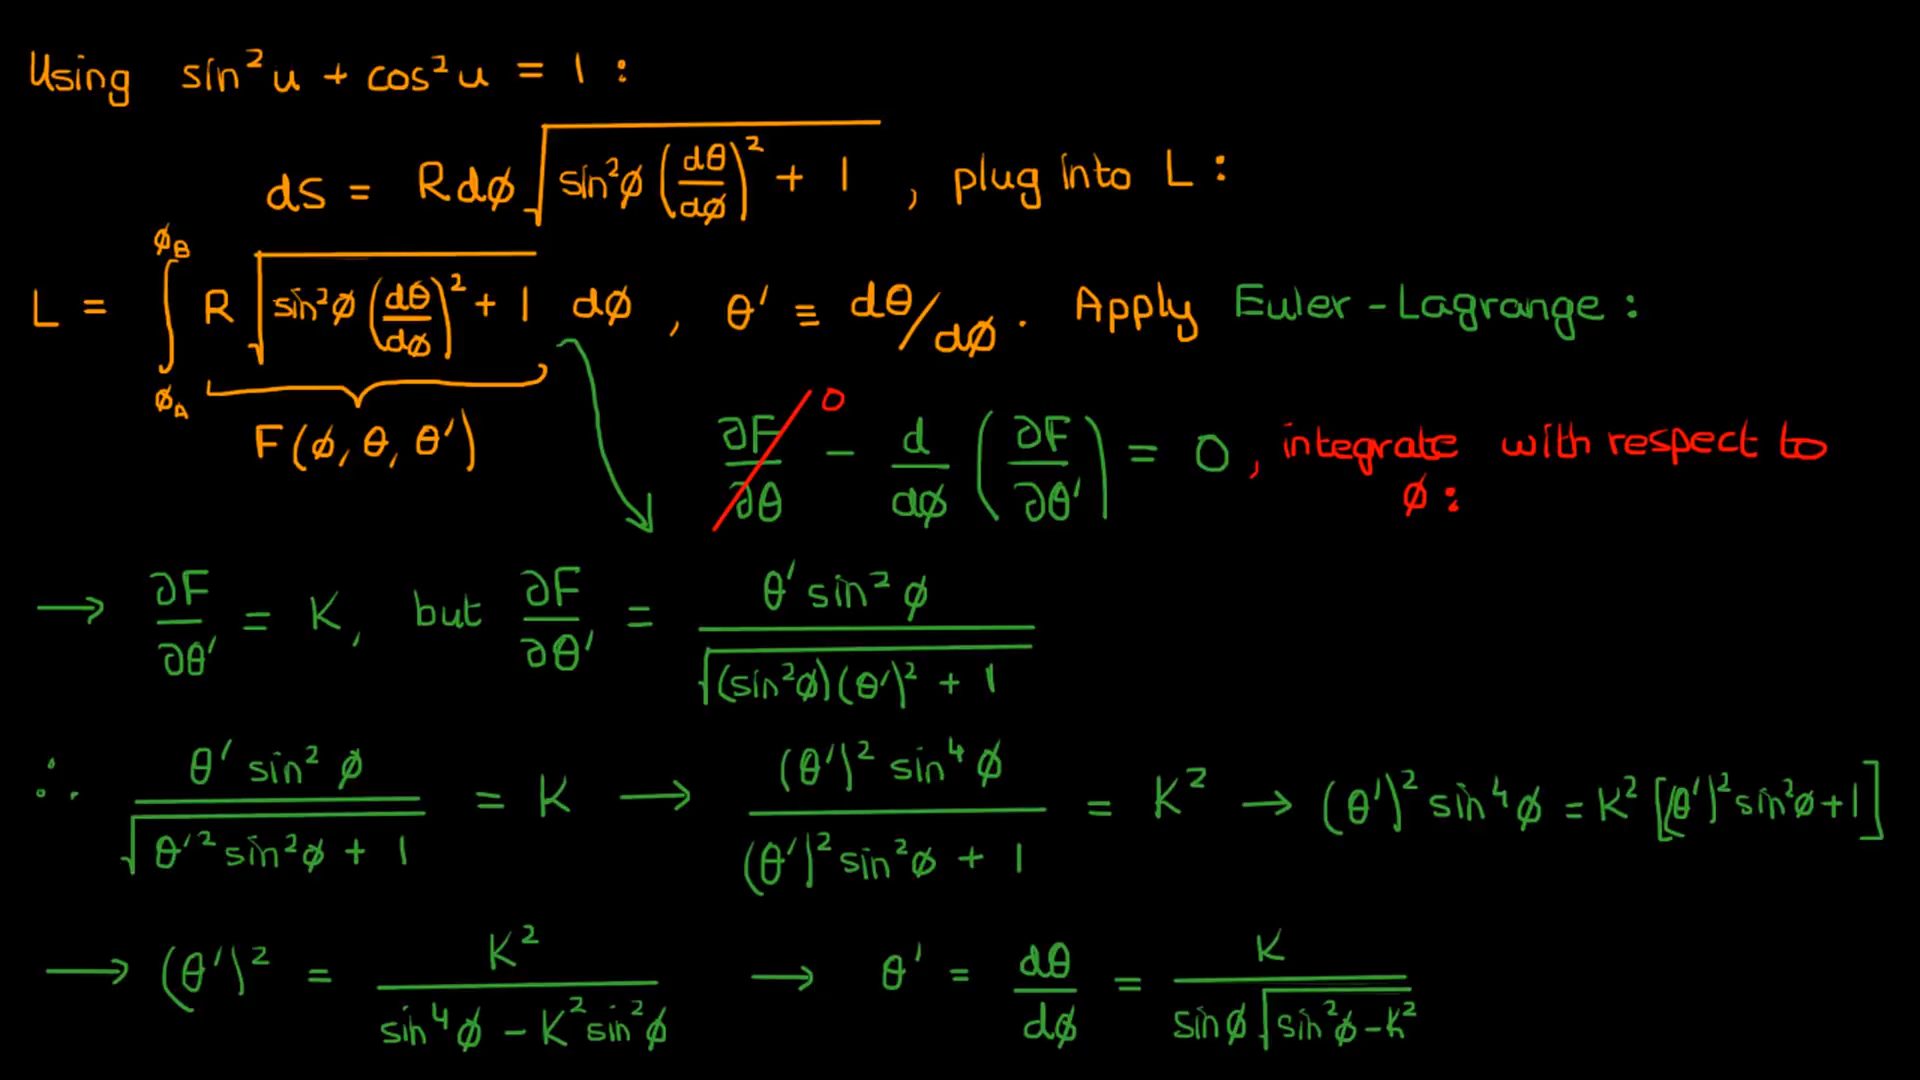 Using sin²u + cos²u = 1 :
ds = R dφ √(sin²φ (dθ/dφ)² + 1) , plug into L :
L = ∫_{φ_A}^{φ_B} R √(sin²φ (dθ/dφ)² + 1) dφ , θ' ≡ dθ/dφ . Apply Euler-Lagrange :
F(φ, θ, θ')
∂F/∂θ 0 - d/dφ (∂F/∂θ') = 0 , integrate with respect to
φ :
→ ∂F/∂θ' = K , but ∂F/∂θ' = θ' sin²φ / √((sin²φ)(θ')² + 1)
∴ θ' sin²φ / √(θ'² sin²φ + 1) = K → (θ')² sin⁴φ / ((θ')² sin²φ + 1) = K² → (θ')² sin⁴φ = K² [(θ')² sin²φ + 1]
→ (θ')² = K² / (sin⁴φ - K² sin²φ) → θ' = dθ/dφ = K / (sinφ √(sin²φ - K²))